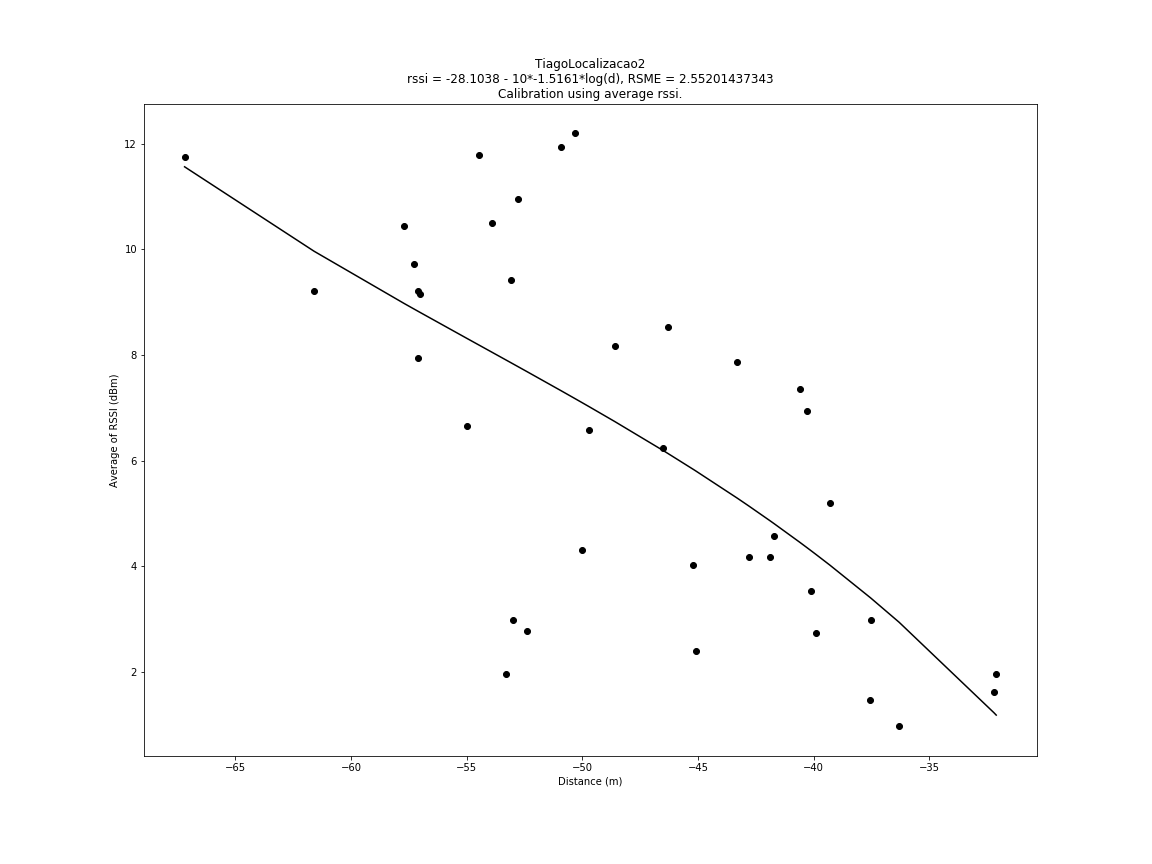 TiagoLocalizacao2
rssi = -28.1038 - 10*-1.5161*log(d), RSME = 2.55201437343
Calibration using average rssi.
12
10
8
6
4
2
Average of RSSI (dBm)
−65
−60
−55
−50
−45
−40
−35
Distance (m)